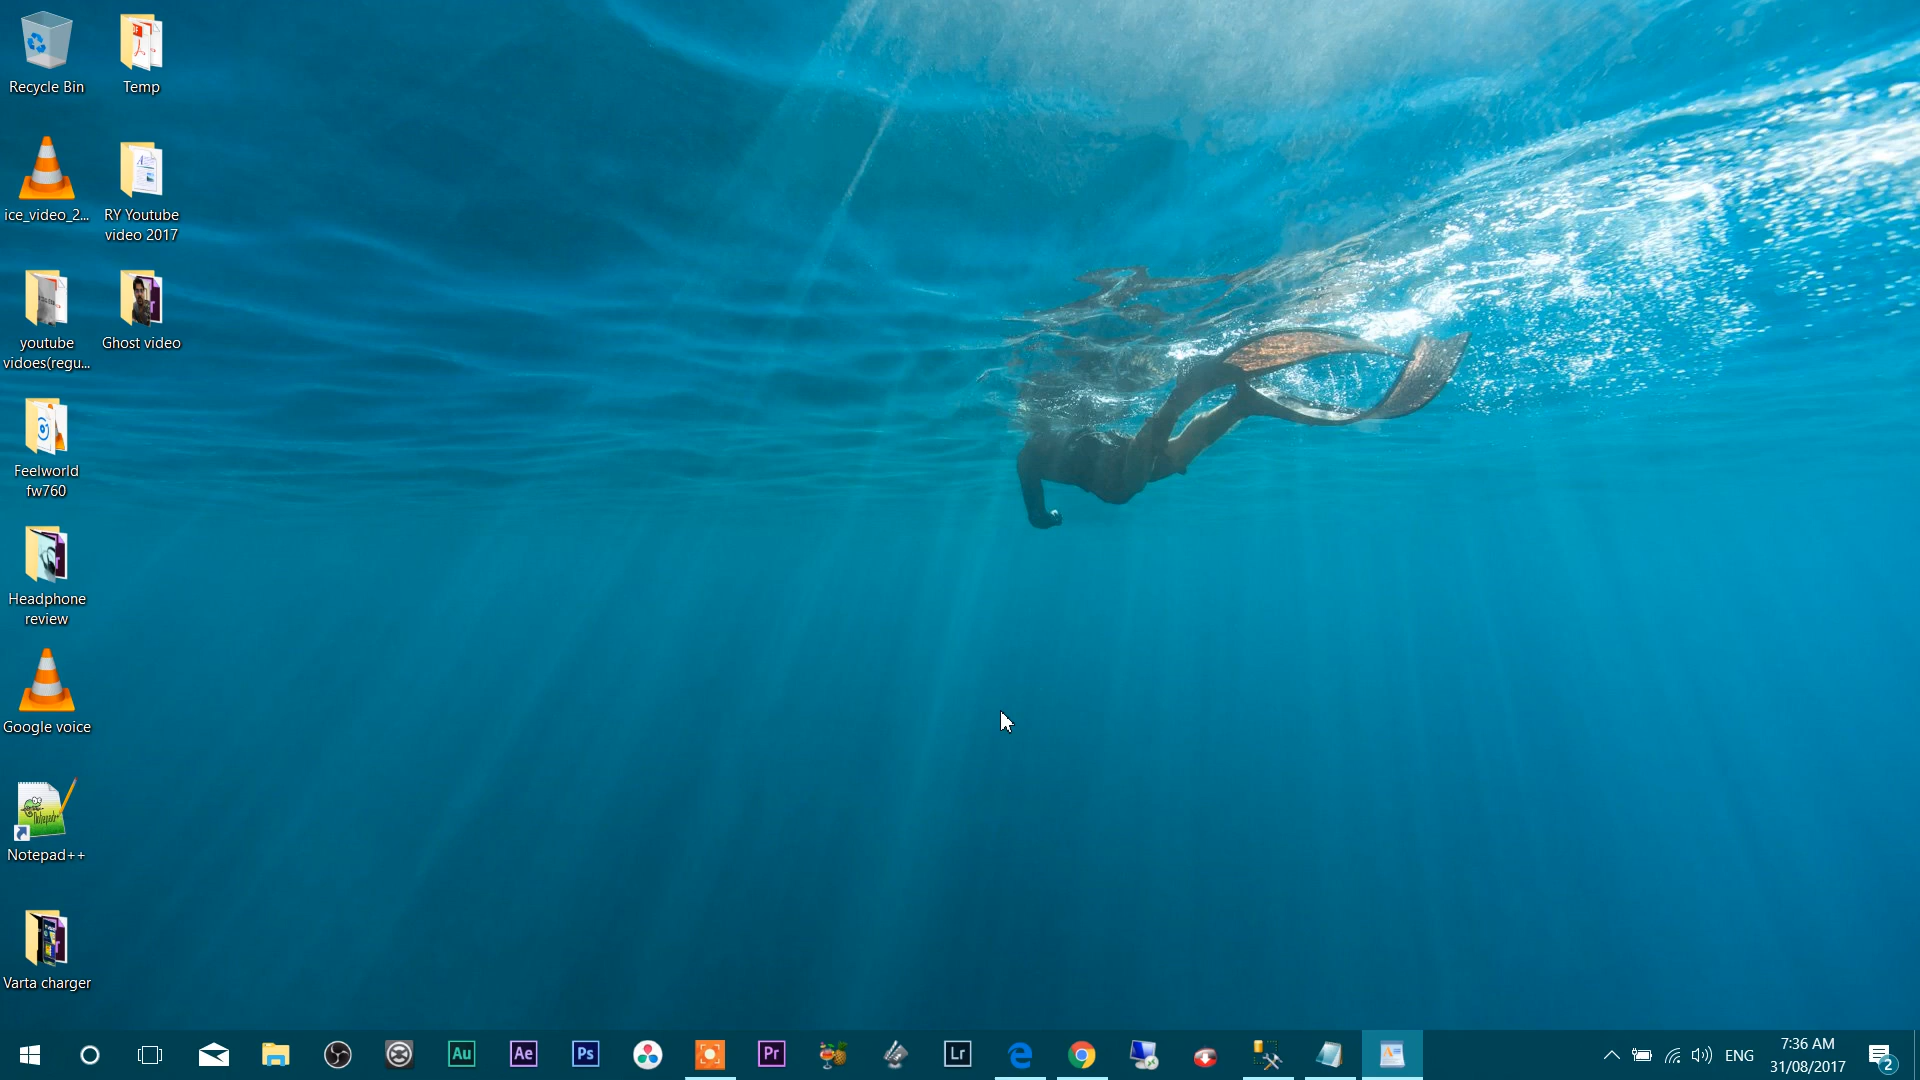 Recycle Bin
Temp
ice_video_2...
RY Youtube
video 2017
youtube
vidoes(regu...
Ghost video
Feelworld
fw760
Headphone
review
Google voice
Notepad++
Varta charger
Au
Ae
Ps
Pr
Lr
ENG
7:36 AM
31/08/2017
2